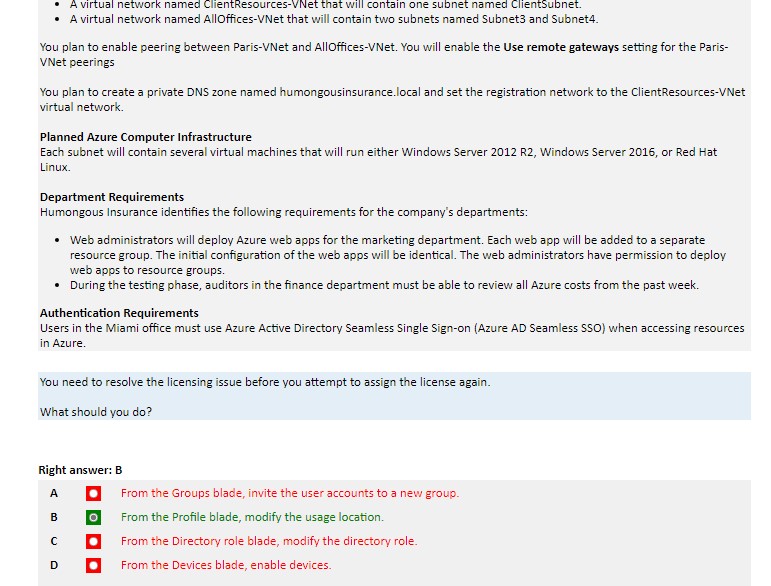 • A virtual network named ClientResources-VNet that will contain one subnet named ClientSubnet.
• A virtual network named AllOffices-VNet that will contain two subnets named Subnet3 and Subnet4.
You plan to enable peering between Paris-VNet and AllOffices-VNet. You will enable the Use remote gateways setting for the Paris-
VNet peerings
You plan to create a private DNS zone named humongousinsurance.local and set the registration network to the ClientResources-VNet
virtual network.
Planned Azure Computer Infrastructure
Each subnet will contain several virtual machines that will run either Windows Server 2012 R2, Windows Server 2016, or Red Hat
Linux.
Department Requirements
Humongous Insurance identifies the following requirements for the company's departments:
• Web administrators will deploy Azure web apps for the marketing department. Each web app will be added to a separate
resource group. The initial configuration of the web apps will be identical. The web administrators have permission to deploy
web apps to resource groups.
• During the testing phase, auditors in the finance department must be able to review all Azure costs from the past week.
Authentication Requirements
Users in the Miami office must use Azure Active Directory Seamless Single Sign-on (Azure AD Seamless SSO) when accessing resources
in Azure.
You need to resolve the licensing issue before you attempt to assign the license again.
What should you do?
Right answer: B
A From the Groups blade, invite the user accounts to a new group.
B From the Profile blade, modify the usage location.
C From the Directory role blade, modify the directory role.
D From the Devices blade, enable devices.